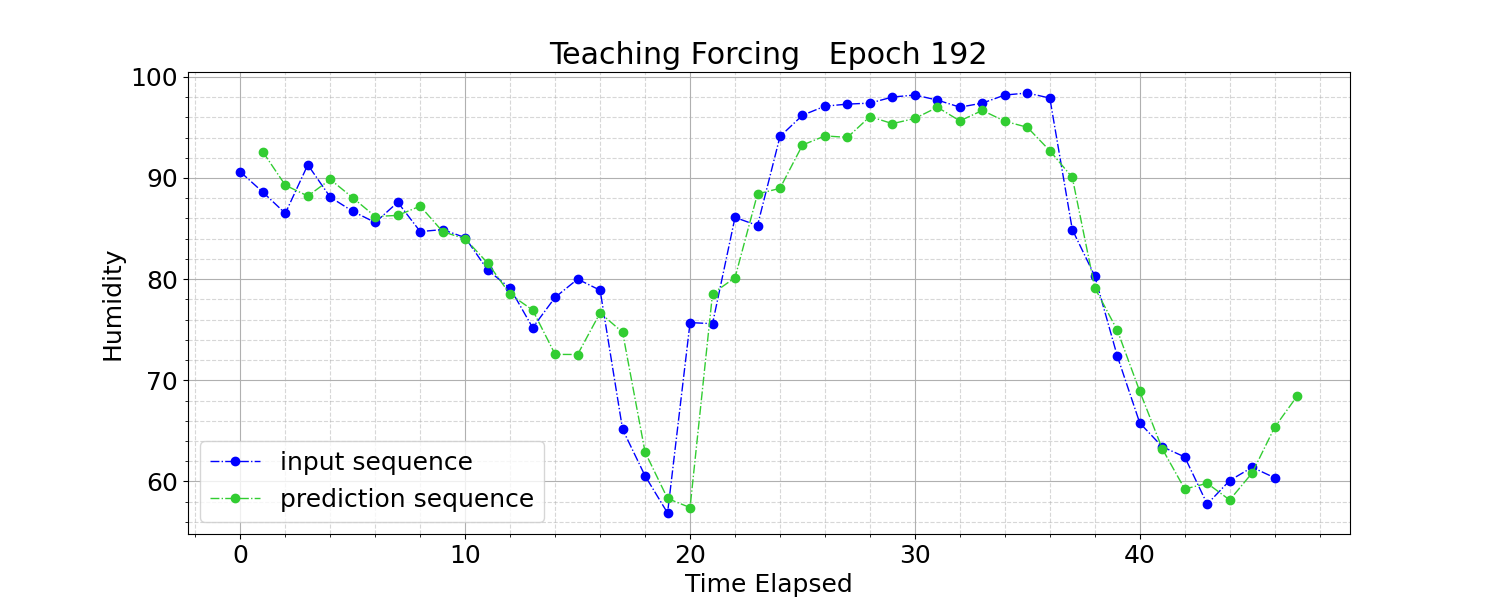 Teaching Forcing   Epoch 192
100
90
80
70
60
Humidity
input sequence
prediction sequence
0 10 20 30 40
Time Elapsed